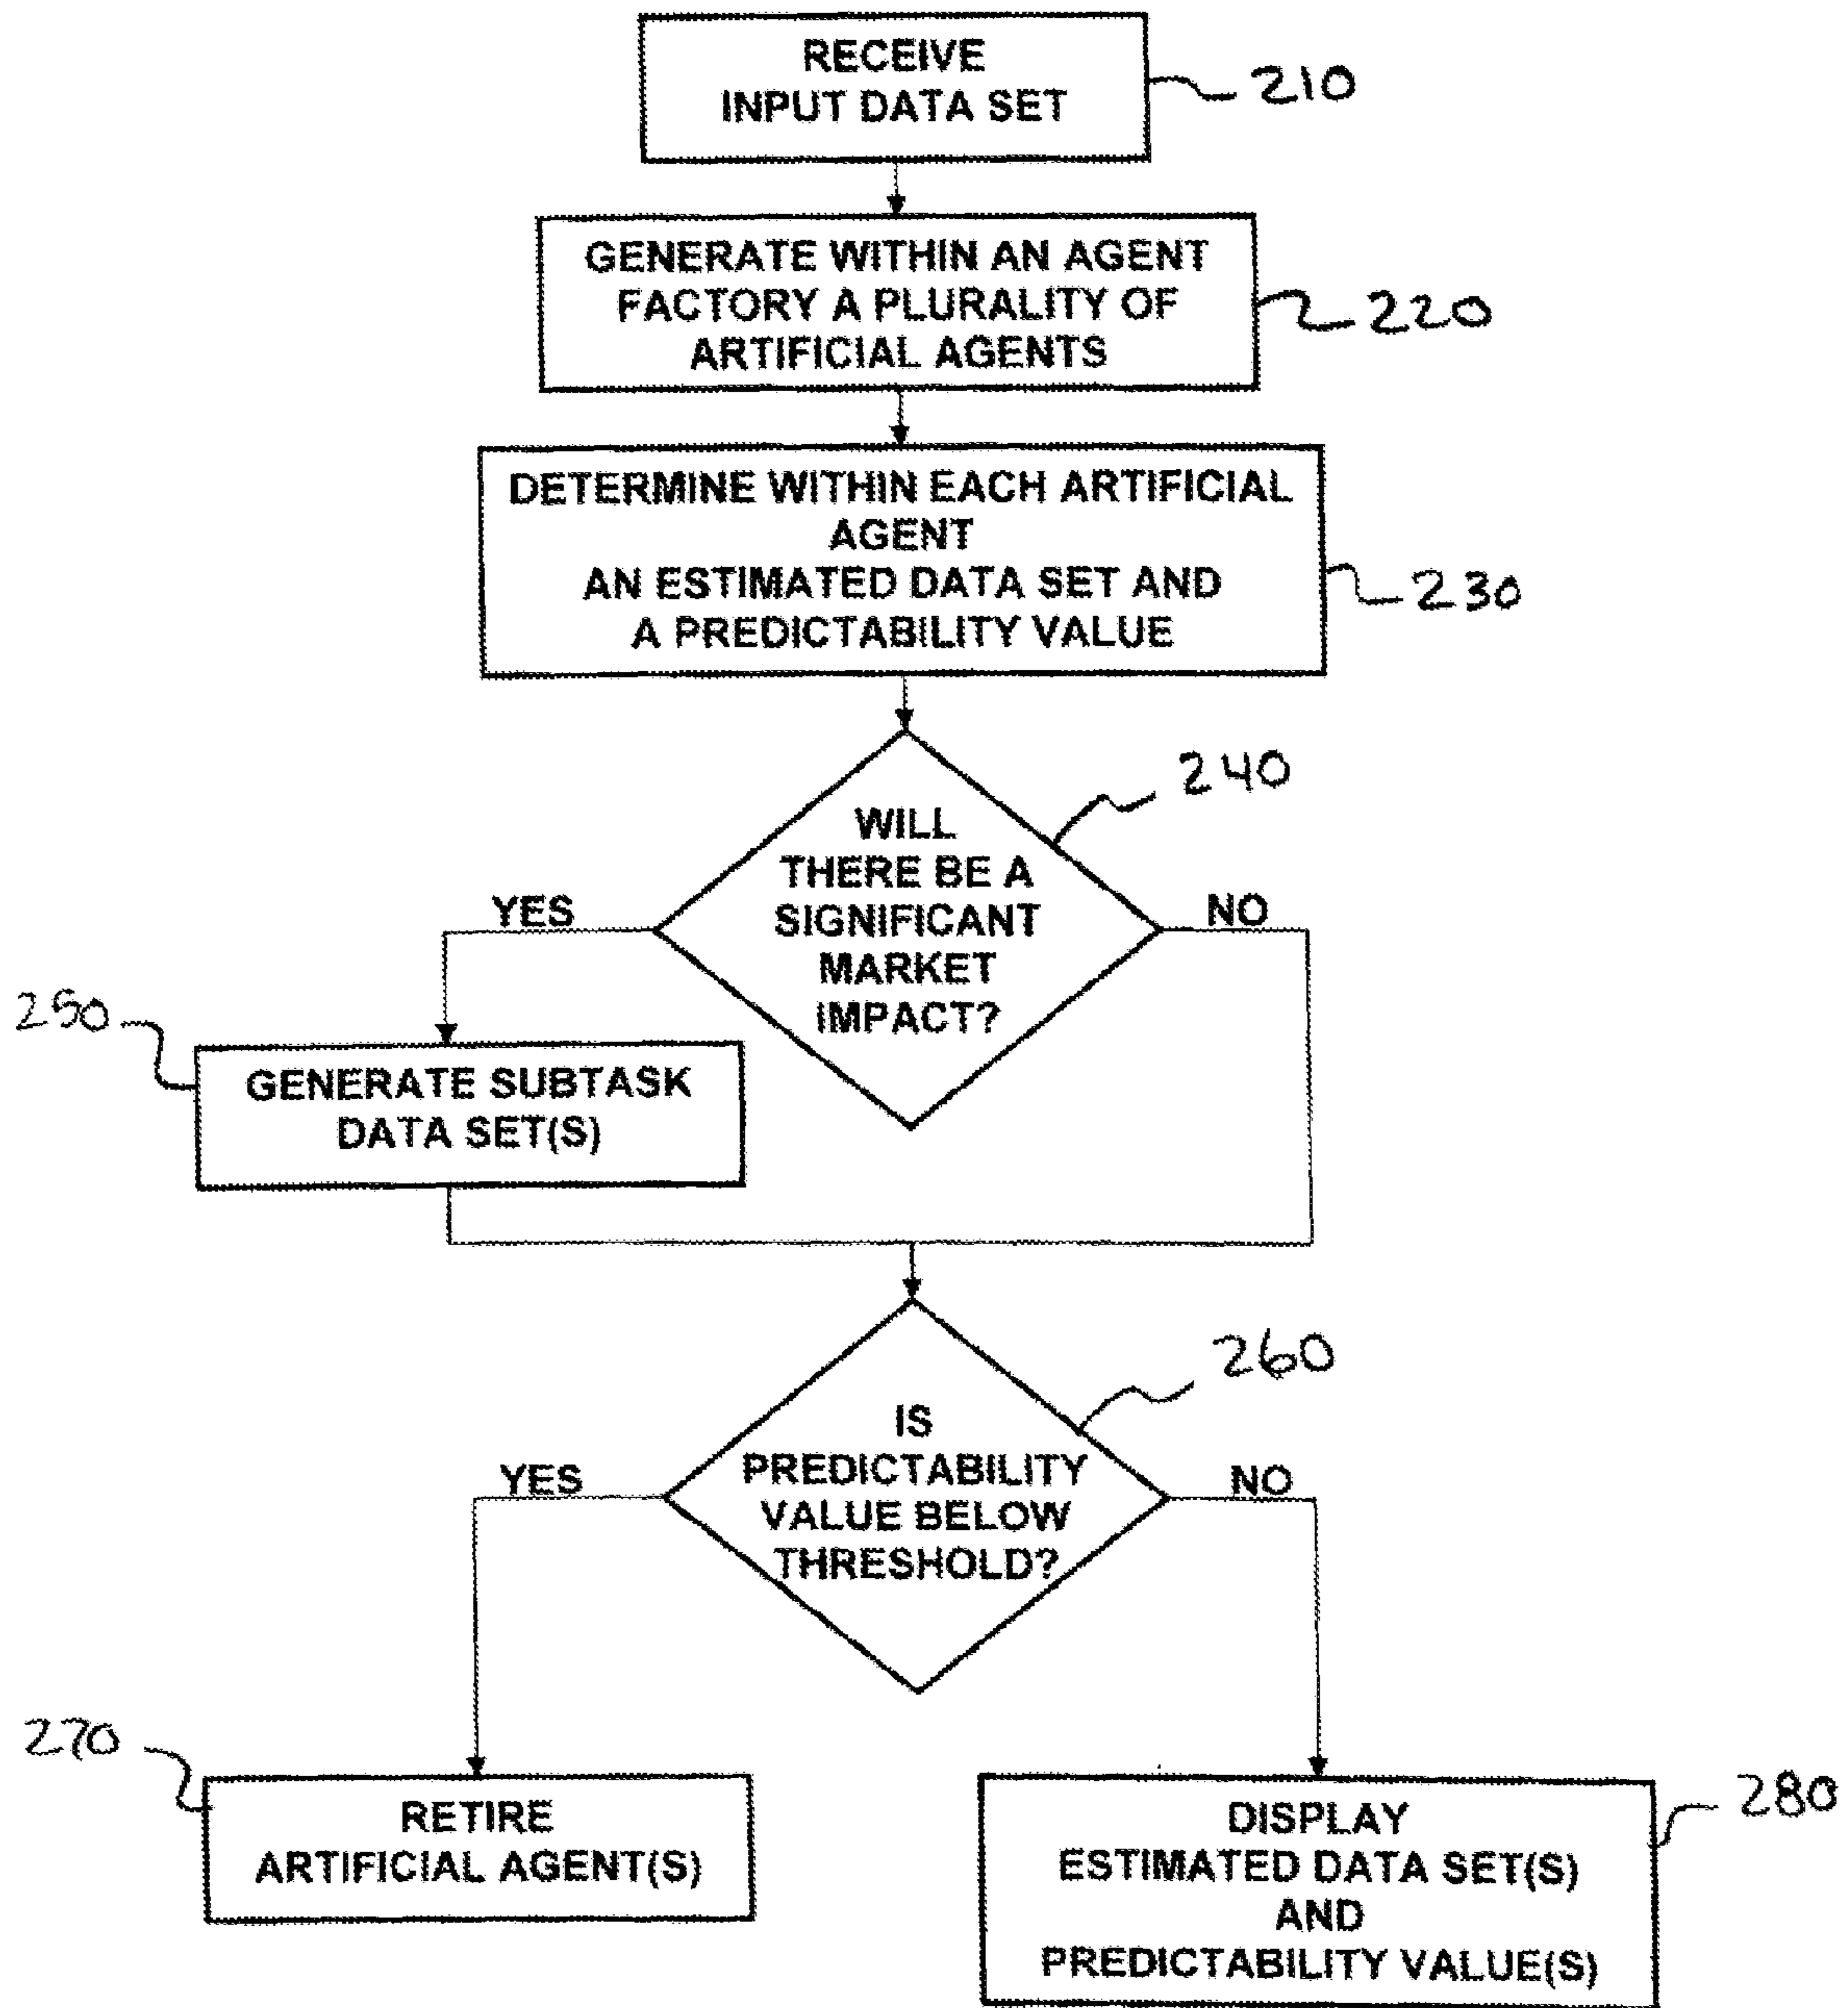 RECEIVE
INPUT DATA SET
210
GENERATE WITHIN AN AGENT
FACTORY A PLURALITY OF
ARTIFICIAL AGENTS
220
DETERMINE WITHIN EACH ARTIFICIAL
AGENT
AN ESTIMATED DATA SET AND
A PREDICTABILITY VALUE
230
WILL
THERE BE A
SIGNIFICANT
MARKET
IMPACT?
240
YES
NO
250
GENERATE SUBTASK
DATA SET(S)
IS
PREDICTABILITY
VALUE BELOW
THRESHOLD?
260
YES
NO
270
RETIRE
ARTIFICIAL AGENT(S)
DISPLAY
ESTIMATED DATA SET(S)
AND
PREDICTABILITY VALUE(S)
280